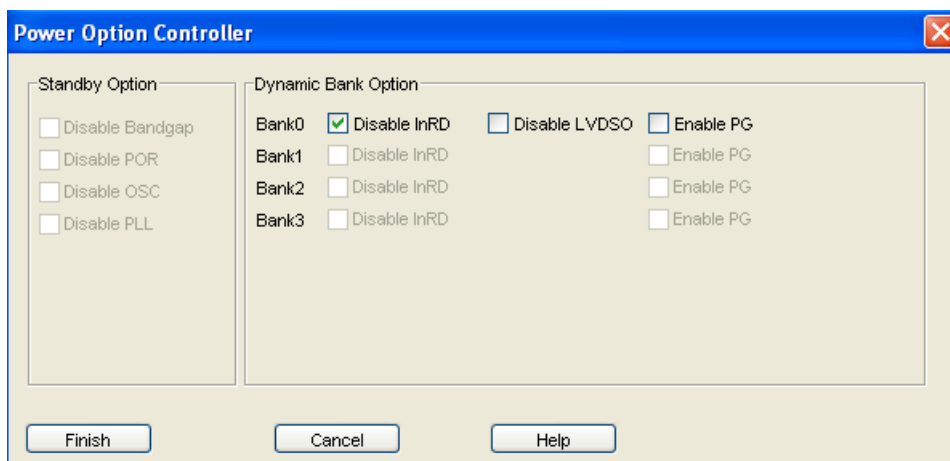 Power Option Controller
Standby Option
Disable Bandgap
Disable POR
Disable OSC
Disable PLL
Dynamic Bank Option
Bank0 Disable InRD Disable LVDSO Enable PG
Bank1 Disable InRD Enable PG
Bank2 Disable InRD Enable PG
Bank3 Disable InRD Enable PG
Finish Cancel Help